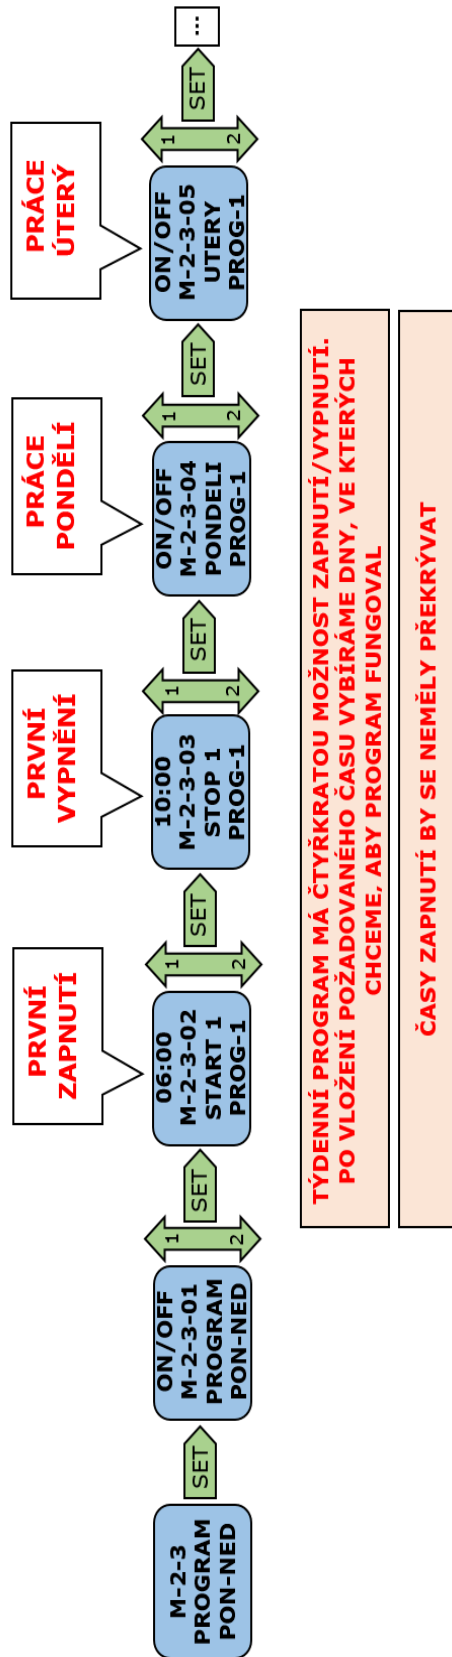 M-2-3
PROGRAM
PON-NED
SET
ON/OFF
M-2-3-01
PROGRAM
PON-NED
1
2
SET
PRVNÍ
ZAPNUTÍ
06:00
M-2-3-02
START 1
PROG-1
1
2
SET
PRVNÍ
VYPNĚNÍ
10:00
M-2-3-03
STOP 1
PROG-1
1
2
SET
PRÁCE
PONDĚLÍ
ON/OFF
M-2-3-04
PONDELI
PROG-1
1
2
SET
PRÁCE
ÚTERÝ
ON/OFF
M-2-3-05
UTERY
PROG-1
1
2
SET
...
TÝDENNÍ PROGRAM MÁ ČTYŘKRATOU MOŽNOST ZAPNUTÍ/VYPNUTÍ.
PO VLOŽENÍ POŽADOVANÉHO ČASU VYBÍRÁME DNY, VE KTERÝCH
CHCEME, ABY PROGRAM FUNGOVAL
ČASY ZAPNUTÍ BY SE NEMĚLY PŘEKRÝVAT